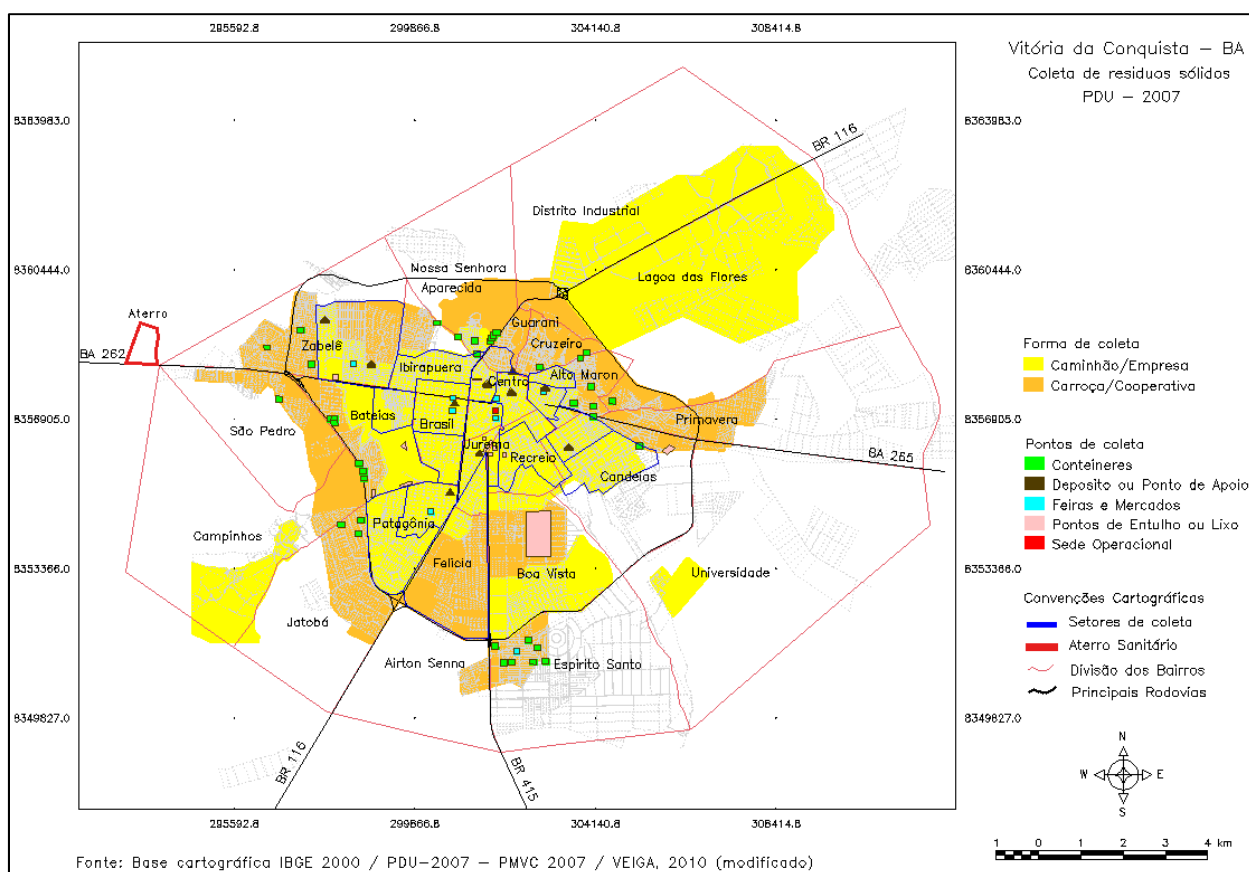 295592.8 299866.8 304140.8 308414.8
Vitória da Conquista – BA
Coleta de residuos sólidos
PDU – 2007
8363983.0 8363983.0
BR 116
Distrito Industrial
8360444.0 8360444.0
Nossa Senhora
Aparecida
Lagoa das Flores
Aterro
Guarani
Cruzeiro
Zabelê
BA 262
Ibirapuera
Centro
Alto Maron
Forma de coleta
Caminhão/Empresa
Carroça/Cooperativa
8356905.0 8356905.0
São Pedro
Bateias
Brasil
Primavera
Jurema
Recreio
Candeias
BA 265
Pontos de coleta
Conteineres
Deposito ou Ponto de Apoio
Feiras e Mercados
Pontos de Entulho ou Lixo
Sede Operacional
Campinhos
Patagônia
Felicia
Boa Vista
Universidade
8353366.0 8353366.0
Jatobá
Airton Senna
Espirito Santo
Convenções Cartográficas
Setores de coleta
Aterro Sanitário
Divisão dos Bairros
Principais Rodovias
8349827.0 8349827.0
BR 116
BR 415
N
W E
S
295592.8 299866.8 304140.8 308414.8
1 0 1 2 3 4 km
Fonte: Base cartográfica IBGE 2000 / PDU-2007 – PMVC 2007 / VEIGA, 2010 (modificado)